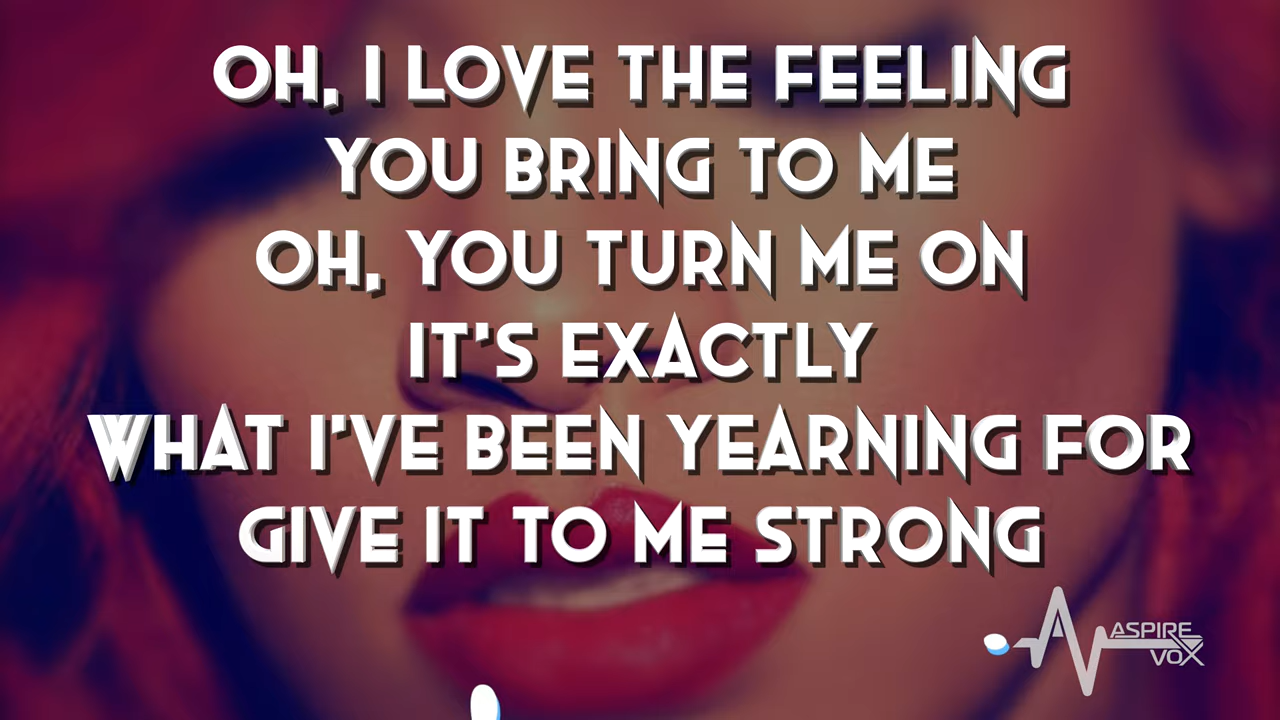 OH, I LOVE THE FEELING
YOU BRING TO ME
OH, YOU TURN ME ON
IT'S EXACTLY
WHAT I'VE BEEN YEARNING FOR
GIVE IT TO ME STRONG
ASPIRE
VOX